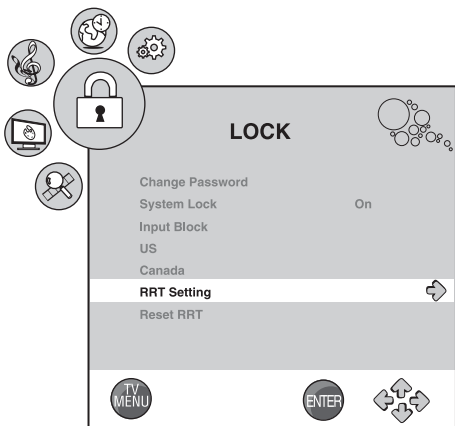 LOCK
Change Password
System Lock On
Input Block
US
Canada
RRT Setting
Reset RRT
TV
MENU
ENTER